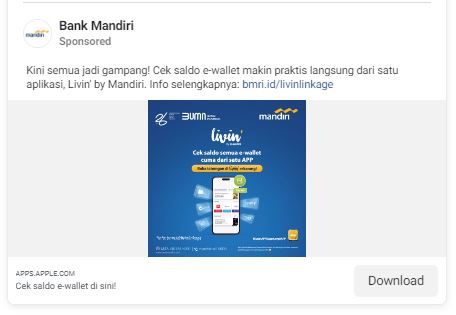 Bank Mandiri
Sponsored
mandiri
Kini semua jadi gampang! Cek saldo e-wallet makin praktis langsung dari satu
aplikasi, Livin' by Mandiri. Info selengkapnya: bmri.id/livinlinkage
BUMN
mandiri
livin'
by mandiri
Cek saldo semua e-wallet
cuma dari satu APP
APPS.APPLE.COM
Cek saldo e-wallet di sini!
Download